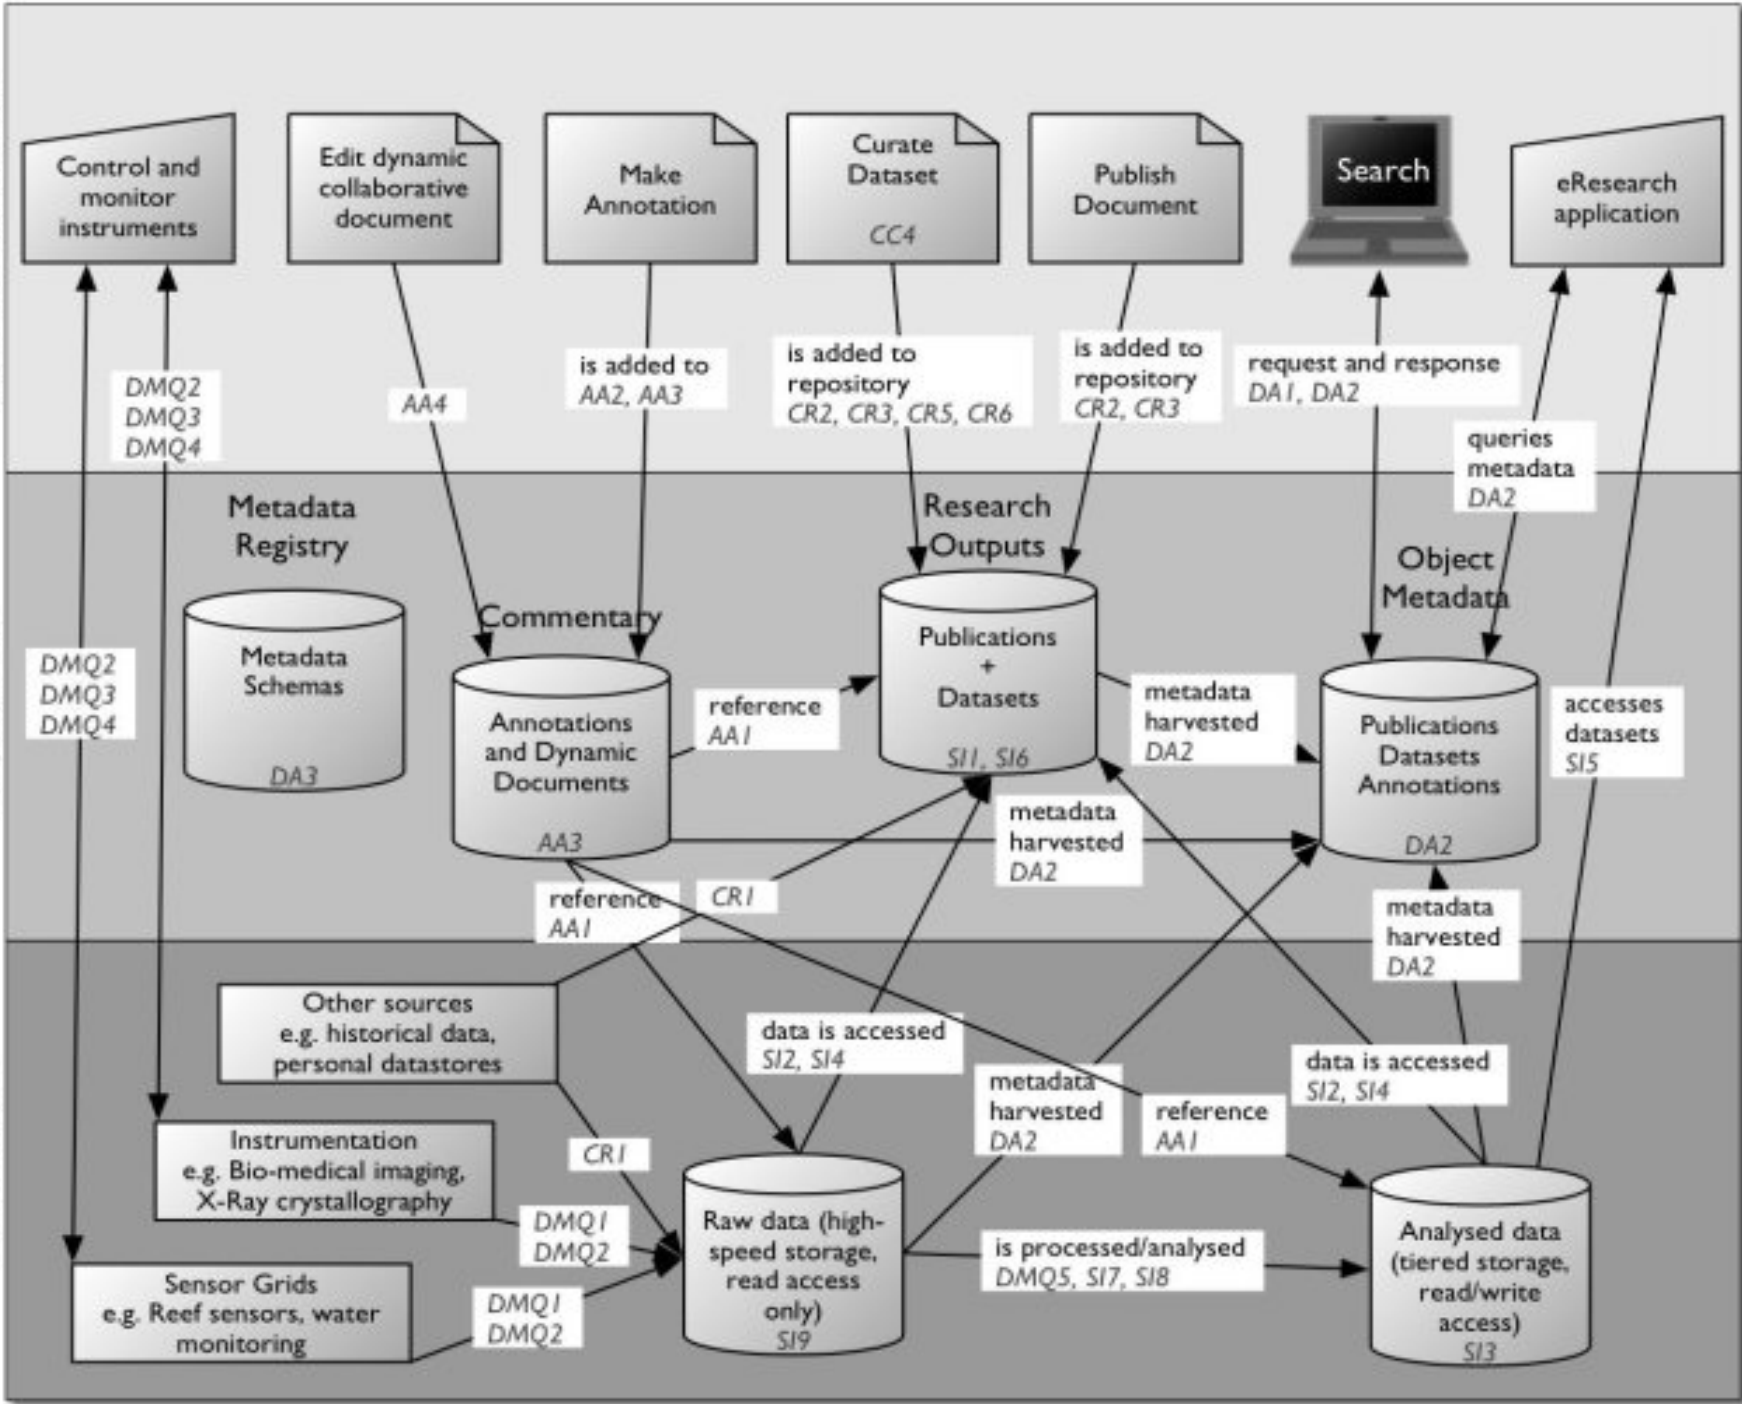 Control and
monitor
instruments
Edit dynamic
collaborative
document
Make
Annotation
Curate
Dataset
CC4
Publish
Document
Search
eResearch
application
DMQ2
DMQ3
DMQ4
AA4
is added to
AA2, AA3
is added to
repository
CR2, CR3, CR5, CR6
is added to
repository
CR2, CR3
request and response
DA1, DA2
queries
metadata
DA2
Metadata
Registry
Metadata
Schemas
DA3
Commentary
Annotations
and Dynamic
Documents
AA3
Research
Outputs
Publications
+
Datasets
SI1, SI6
Object
Metadata
Publications
Datasets
Annotations
DA2
DMQ2
DMQ3
DMQ4
reference
AA1
metadata
harvested
DA2
accesses
datasets
SI5
metadata
harvested
DA2
reference
AA1
CR1
metadata
harvested
DA2
Other sources
e.g. historical data,
personal datastores
data is accessed
SI2, SI4
metadata
harvested
DA2
reference
AA1
data is accessed
SI2, SI4
CR1
Instrumentation
e.g. Bio-medical imaging,
X-Ray crystallography
DMQ1
DMQ2
Sensor Grids
e.g. Reef sensors, water
monitoring
DMQ1
DMQ2
Raw data (high-
speed storage,
read access
only)
SI9
is processed/analysed
DMQ5, SI7, SI8
Analysed data
(tiered storage,
read/write
access)
SI3